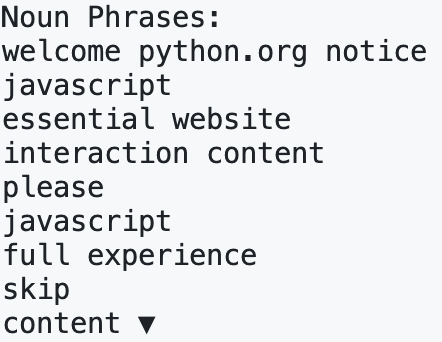 Noun Phrases:
welcome python.org notice
javascript
essential website
interaction content
please
javascript
full experience
skip
content ▼